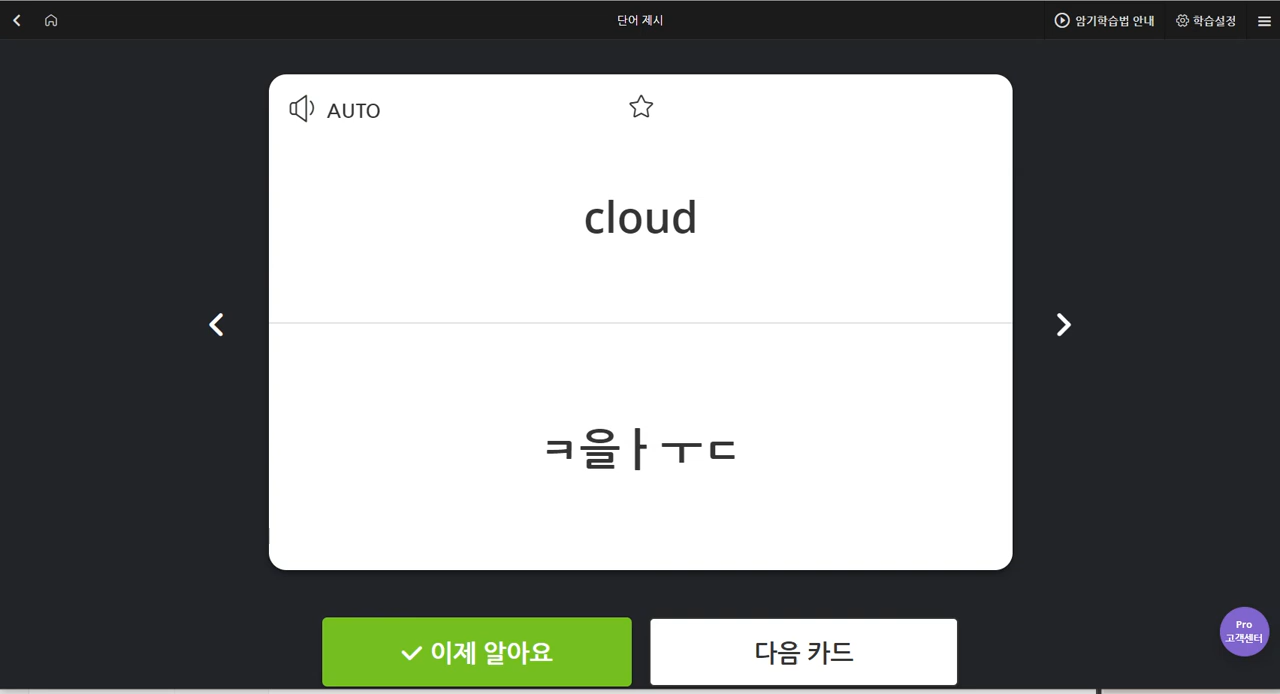 단어 제시
암기학습법 안내
학습설정
AUTO
cloud
ㅋ을ㅏㅜㄷ
이제 알아요
다음 카드
Pro
고객센터